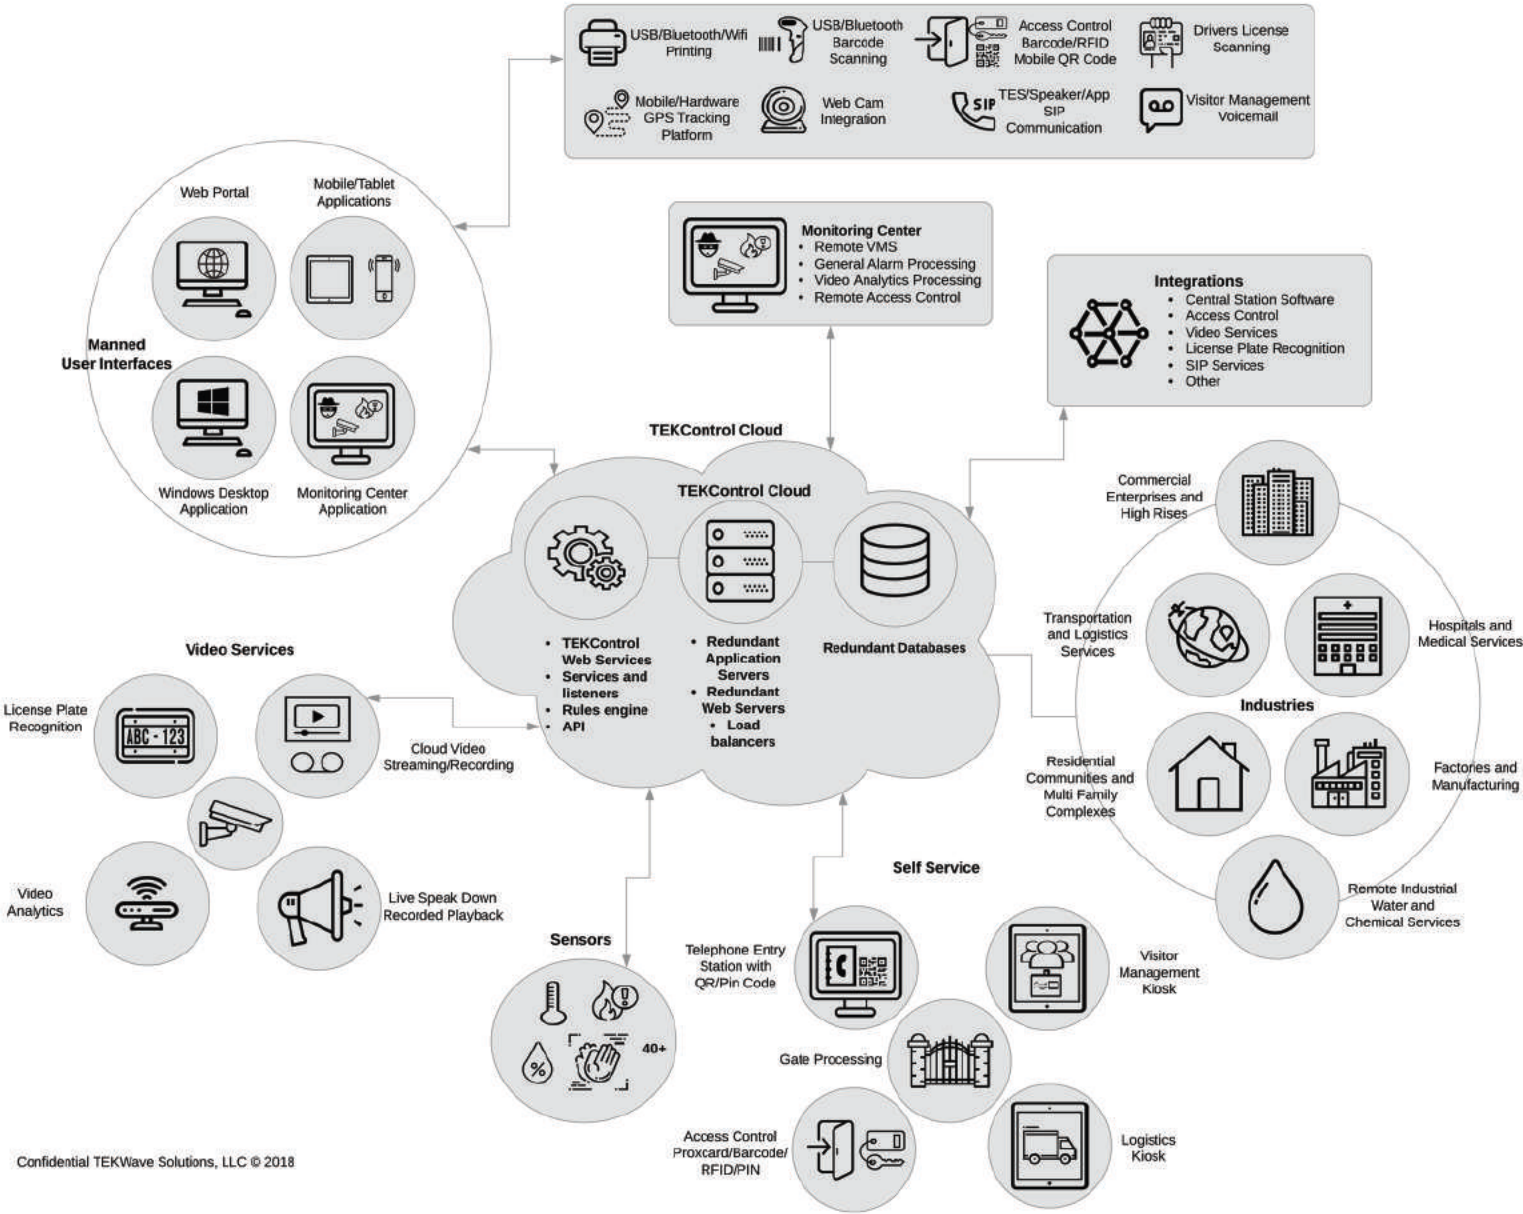 USB/Bluetooth/Wifi
Printing
USB/Bluetooth
Barcode
Scanning
Access Control
Barcode/RFID
Mobile QR Code
Drivers License
Scanning
Mobile/Hardware
GPS Tracking
Platform
Web Cam
Integration
SIP
TES/Speaker/App
SIP
Communication
Visitor Management
Voicemail
Web Portal
Mobile/Tablet
Applications
Manned
User Interfaces
Windows Desktop
Application
Monitoring Center
Application
Monitoring Center
• Remote VMS
• General Alarm Processing
• Video Analytics Processing
• Remote Access Control
Integrations
• Central Station Software
• Access Control
• Video Services
• License Plate Recognition
• SIP Services
• Other
TEKControl Cloud
TEKControl Cloud
• TEKControl
Web Services
• Services and
listeners
• Rules engine
• API
• Redundant
Application
Servers
• Redundant
Web Servers
• Load
balancers
Redundant Databases
Commercial
Enterprises and
High Rises
Transportation
and Logistics
Services
Hospitals and
Medical Services
Industries
Residential
Communities and
Multi Family
Complexes
Factories and
Manufacturing
Remote Industrial
Water and
Chemical Services
Video Services
License Plate
Recognition
ABC - 123
Cloud Video
Streaming/Recording
Video
Analytics
Live Speak Down
Recorded Playback
Sensors
%
40+
Self Service
Telephone Entry
Station with
QR/Pin Code
Visitor
Management
Kiosk
Gate Processing
Access Control
Proxcard/Barcode/
RFID/PIN
Logistics
Kiosk
Confidential TEKWave Solutions, LLC © 2018